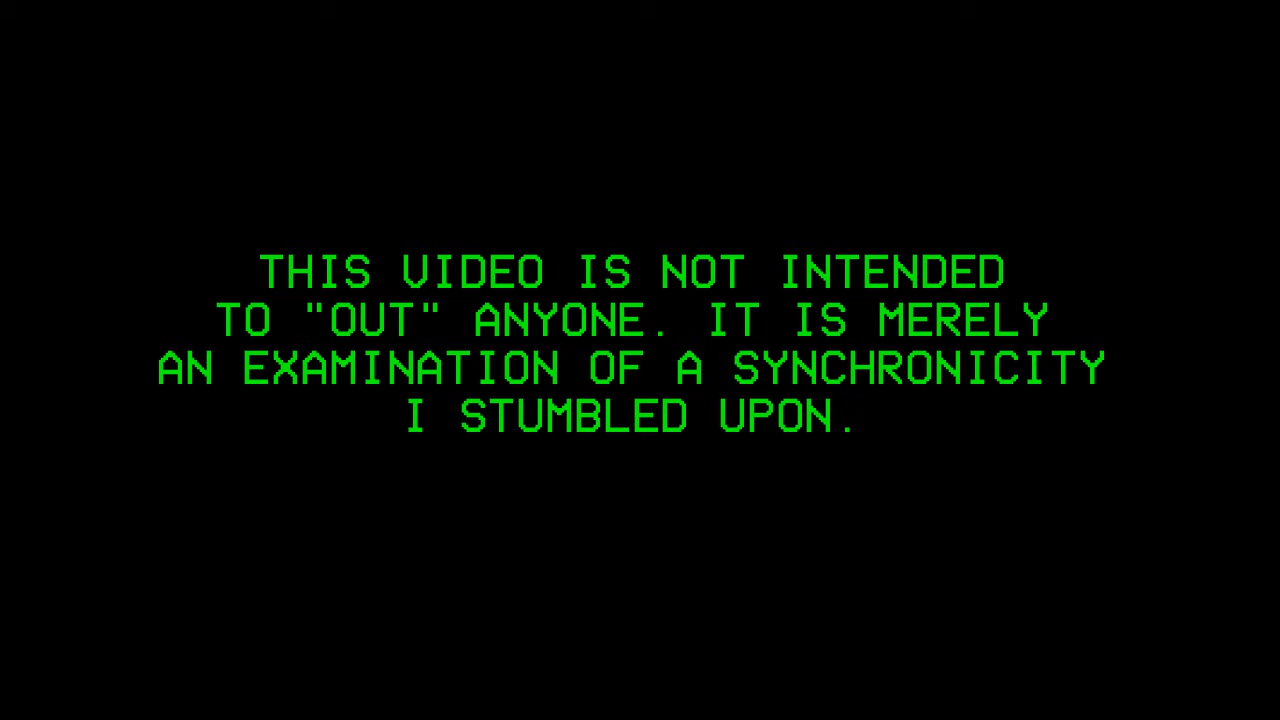 THIS VIDEO IS NOT INTENDED
TO "OUT" ANYONE. IT IS MERELY
AN EXAMINATION OF A SYNCHRONICITY
I STUMBLED UPON.